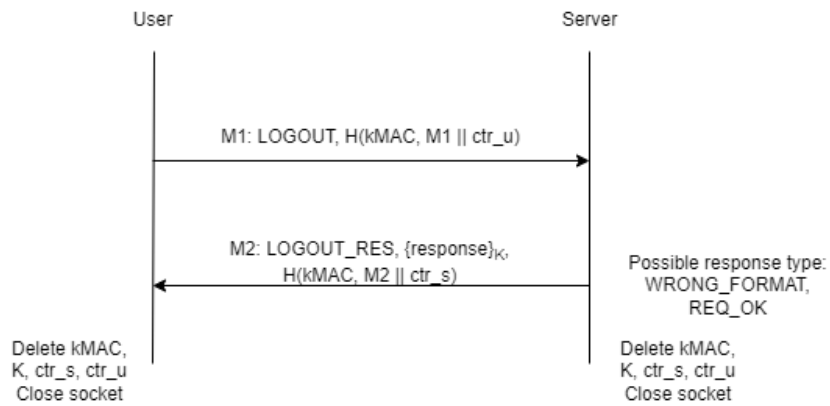 User
Server
M1: LOGOUT, H(kMAC, M1 || ctr_u)
M2: LOGOUT_RES, {response}K,
H(kMAC, M2 || ctr_s)
Possible response type:
WRONG_FORMAT,
REQ_OK
Delete kMAC,
K, ctr_s, ctr_u
Close socket
Delete kMAC,
K, ctr_s, ctr_u
Close socket